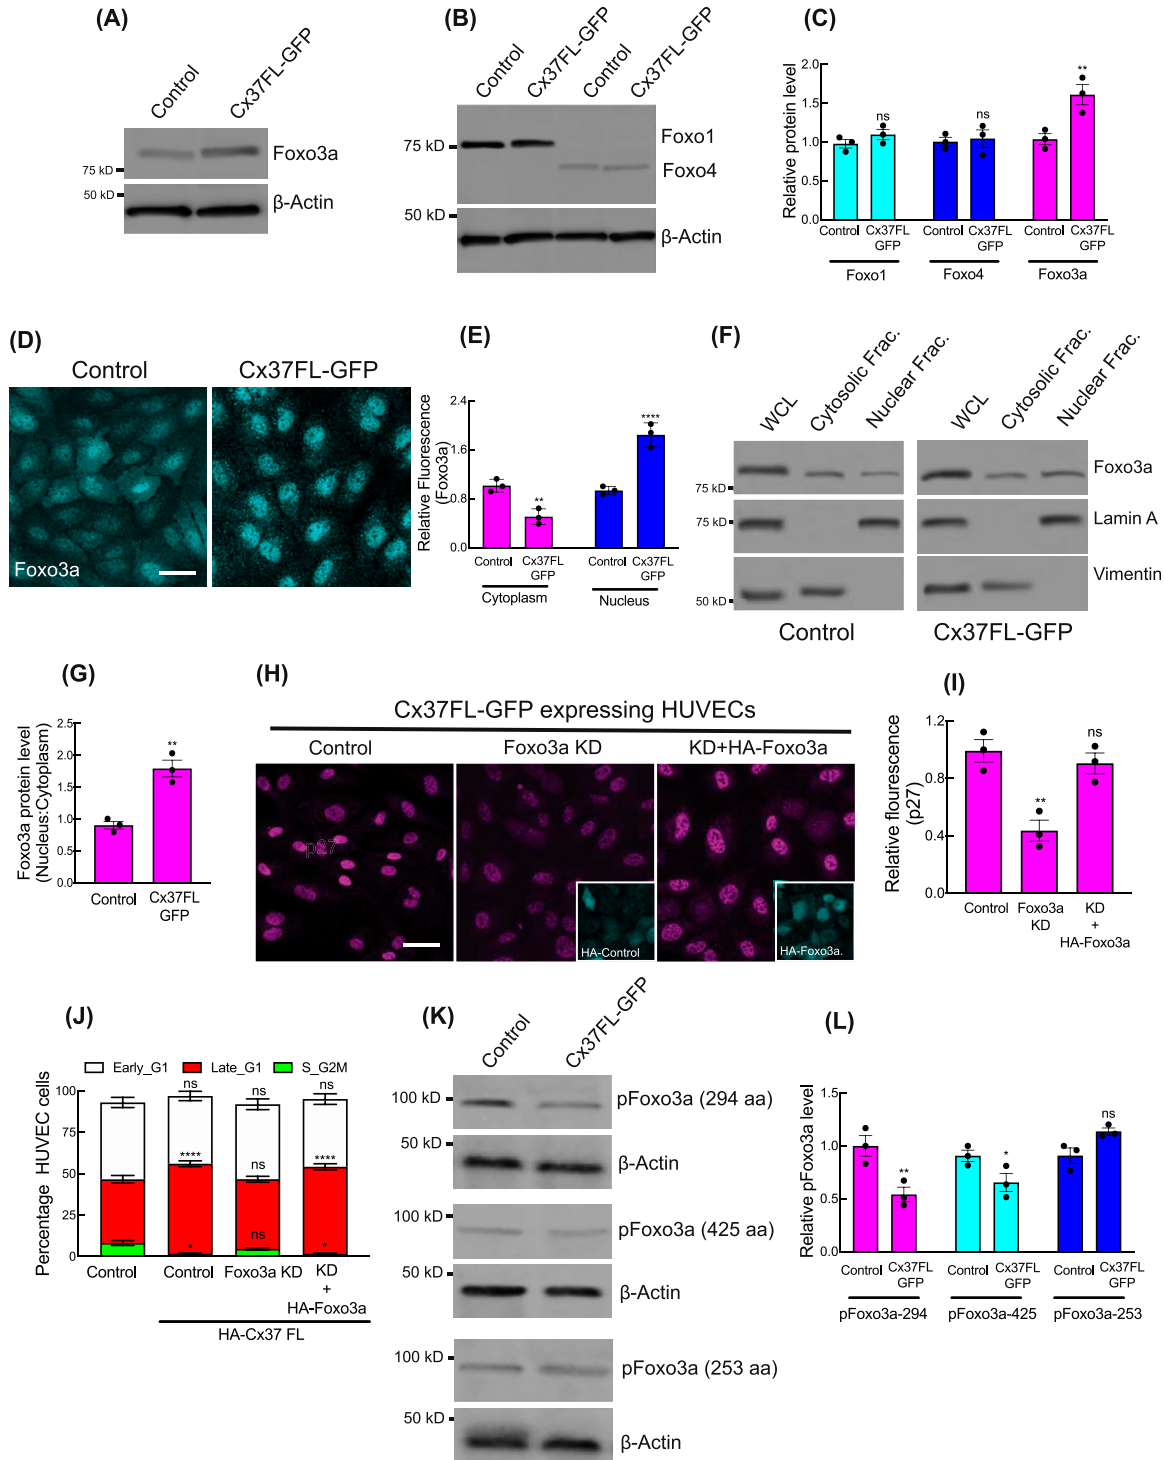 (A)
Control
Cx37FL-GFP
Foxo3a
75 kD
50 kD
β-Actin
(B)
Control
Cx37FL-GFP
Control
Cx37FL-GFP
75 kD
Foxo1
Foxo4
50 kD
β-Actin
(C)
Relative protein level
2.0
1.5
1.0
0.5
0.0
ns
ns
**
Control
Cx37FL
GFP
Control
Cx37FL
GFP
Control
Cx37FL
GFP
Foxo1
Foxo4
Foxo3a
(D)
Control
Cx37FL-GFP
Foxo3a
(E)
Relative Fluorescence
(Foxo3a)
2.4
1.6
0.8
0.0
**
****
Control
Cx37FL
GFP
Control
Cx37FL
GFP
Cytoplasm
Nucleus
(F)
WCL
Cytosolic Frac.
Nuclear Frac.
WCL
Cytosolic Frac.
Nuclear Frac.
75 kD
Foxo3a
75 kD
Lamin A
50 kD
Vimentin
Control
Cx37FL-GFP
(G)
Foxo3a protein level
(Nucleus:Cytoplasm)
2.5
2.0
1.5
1.0
0.5
0.0
**
Control
Cx37FL
GFP
(H)
Cx37FL-GFP expressing HUVECs
Control
Foxo3a KD
KD+HA-Foxo3a
p27
HA-Control
HA-Foxo3a.
(I)
Relative flourescence
(p27)
1.2
0.8
0.4
0.0
**
ns
Control
Foxo3a
KD
KD
+
HA-Foxo3a
(J)
Early_G1
Late_G1
S_G2M
Percentage HUVEC cells
100
75
50
25
0
ns
ns
ns
****
ns
****
*
ns
*
Control
Control
Foxo3a KD
KD
+
HA-Foxo3a
HA-Cx37 FL
(K)
Control
Cx37FL-GFP
100 kD
pFoxo3a (294 aa)
50 kD
β-Actin
100 kD
pFoxo3a (425 aa)
50 kD
β-Actin
100 kD
pFoxo3a (253 aa)
50 kD
β-Actin
(L)
Relative pFoxo3a level
1.5
1.0
0.5
0.0
**
*
ns
Control
Cx37FL
GFP
Control
Cx37FL
GFP
Control
Cx37FL
GFP
pFoxo3a-294
pFoxo3a-425
pFoxo3a-253